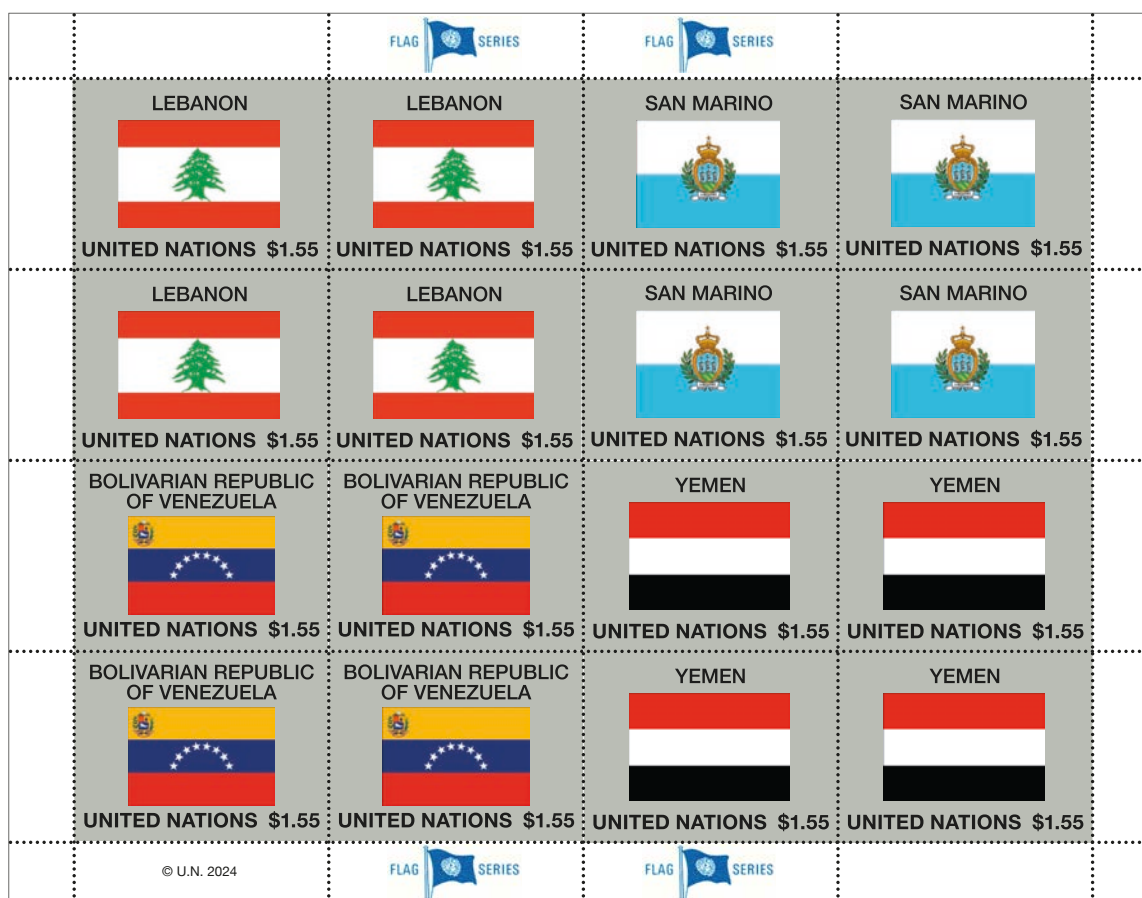 FLAG SERIES FLAG SERIES
LEBANON LEBANON SAN MARINO SAN MARINO
UNITED NATIONS $1.55 UNITED NATIONS $1.55 UNITED NATIONS $1.55 UNITED NATIONS $1.55
LEBANON LEBANON SAN MARINO SAN MARINO
UNITED NATIONS $1.55 UNITED NATIONS $1.55 UNITED NATIONS $1.55 UNITED NATIONS $1.55
BOLIVARIAN REPUBLIC BOLIVARIAN REPUBLIC YEMEN YEMEN
OF VENEZUELA OF VENEZUELA
UNITED NATIONS $1.55 UNITED NATIONS $1.55 UNITED NATIONS $1.55 UNITED NATIONS $1.55
BOLIVARIAN REPUBLIC BOLIVARIAN REPUBLIC YEMEN YEMEN
OF VENEZUELA OF VENEZUELA
UNITED NATIONS $1.55 UNITED NATIONS $1.55 UNITED NATIONS $1.55 UNITED NATIONS $1.55
© U.N. 2024 FLAG SERIES FLAG SERIES